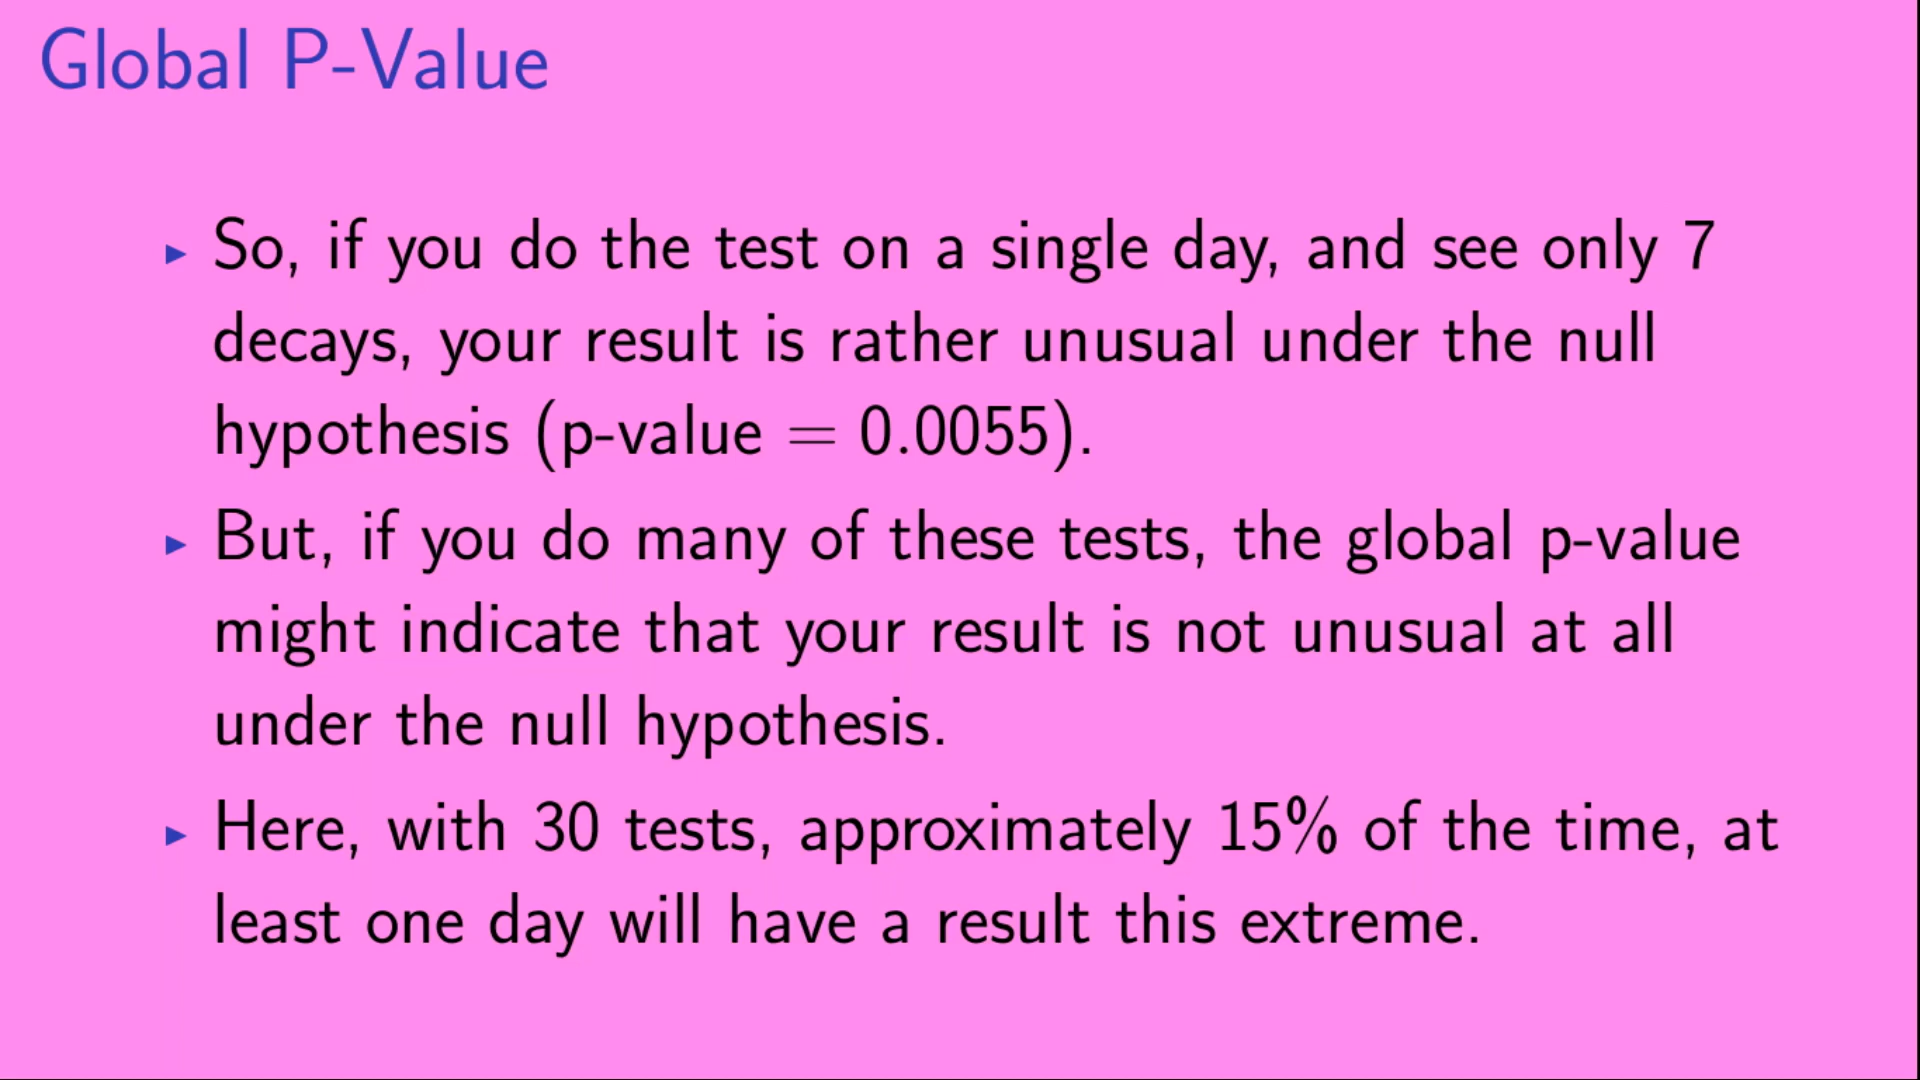 Global P-Value
▸ So, if you do the test on a single day, and see only 7
decays, your result is rather unusual under the null
hypothesis (p-value = 0.0055).
▸ But, if you do many of these tests, the global p-value
might indicate that your result is not unusual at all
under the null hypothesis.
▸ Here, with 30 tests, approximately 15% of the time, at
least one day will have a result this extreme.